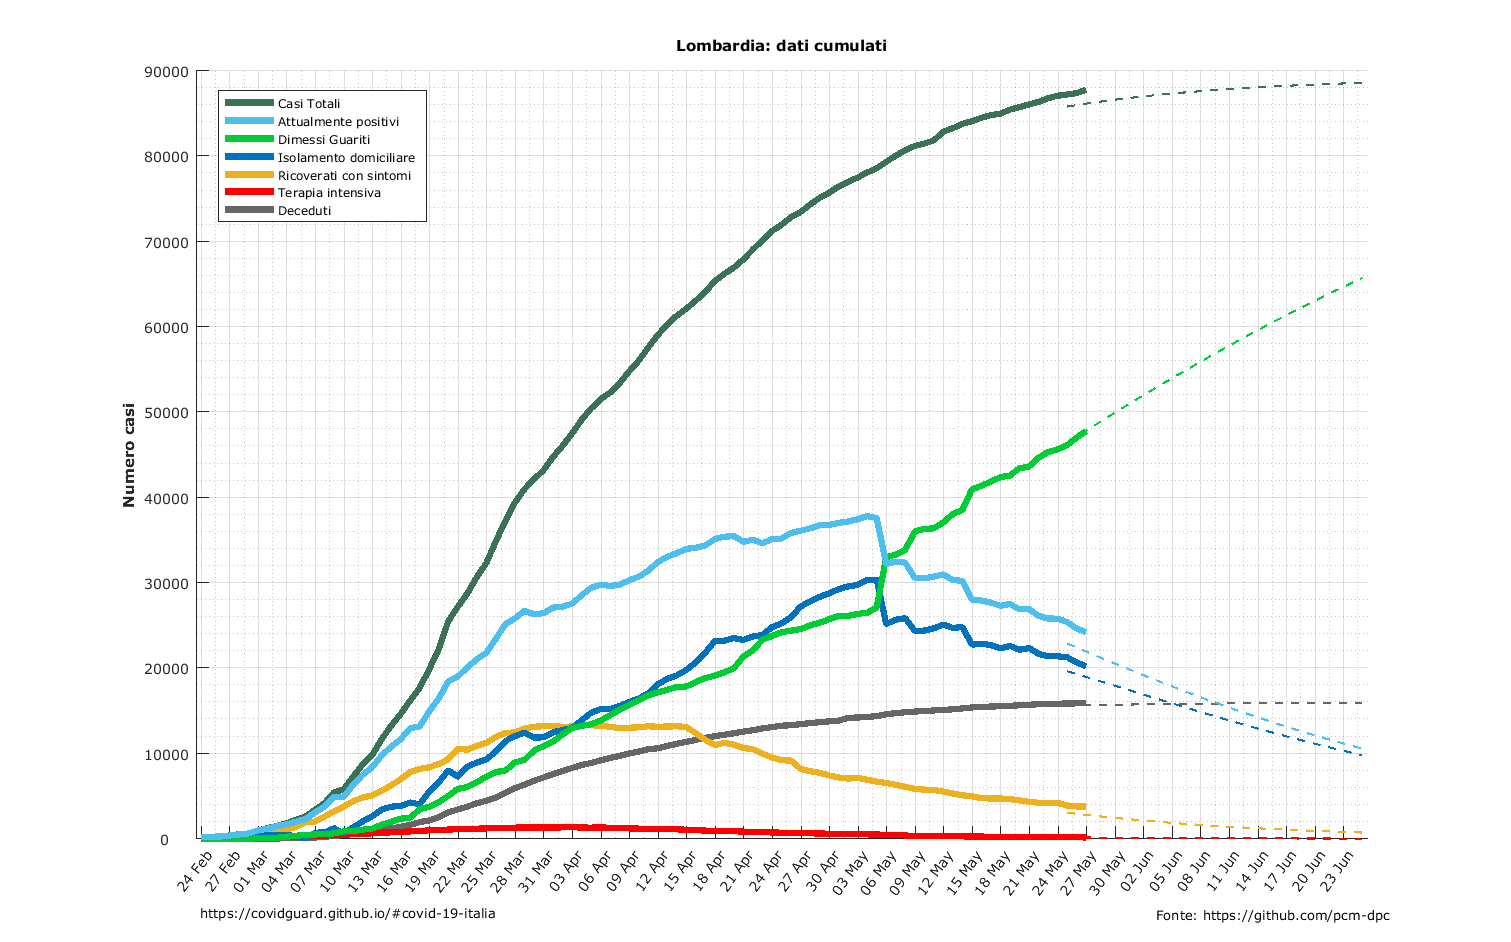 Lombardia: dati cumulati
90000
80000
70000
60000
50000
40000
30000
20000
10000
0
Numero casi
Casi Totali
Attualmente positivi
Dimessi Guariti
Isolamento domiciliare
Ricoverati con sintomi
Terapia intensiva
Deceduti
24 Feb
27 Feb
01 Mar
04 Mar
07 Mar
10 Mar
13 Mar
16 Mar
19 Mar
22 Mar
25 Mar
28 Mar
31 Mar
03 Apr
06 Apr
09 Apr
12 Apr
15 Apr
18 Apr
21 Apr
24 Apr
27 Apr
30 Apr
03 May
06 May
09 May
12 May
15 May
18 May
21 May
24 May
27 May
30 May
02 Jun
05 Jun
08 Jun
11 Jun
14 Jun
17 Jun
20 Jun
23 Jun
https://covidguard.github.io/#covid-19-italia
Fonte: https://github.com/pcm-dpc